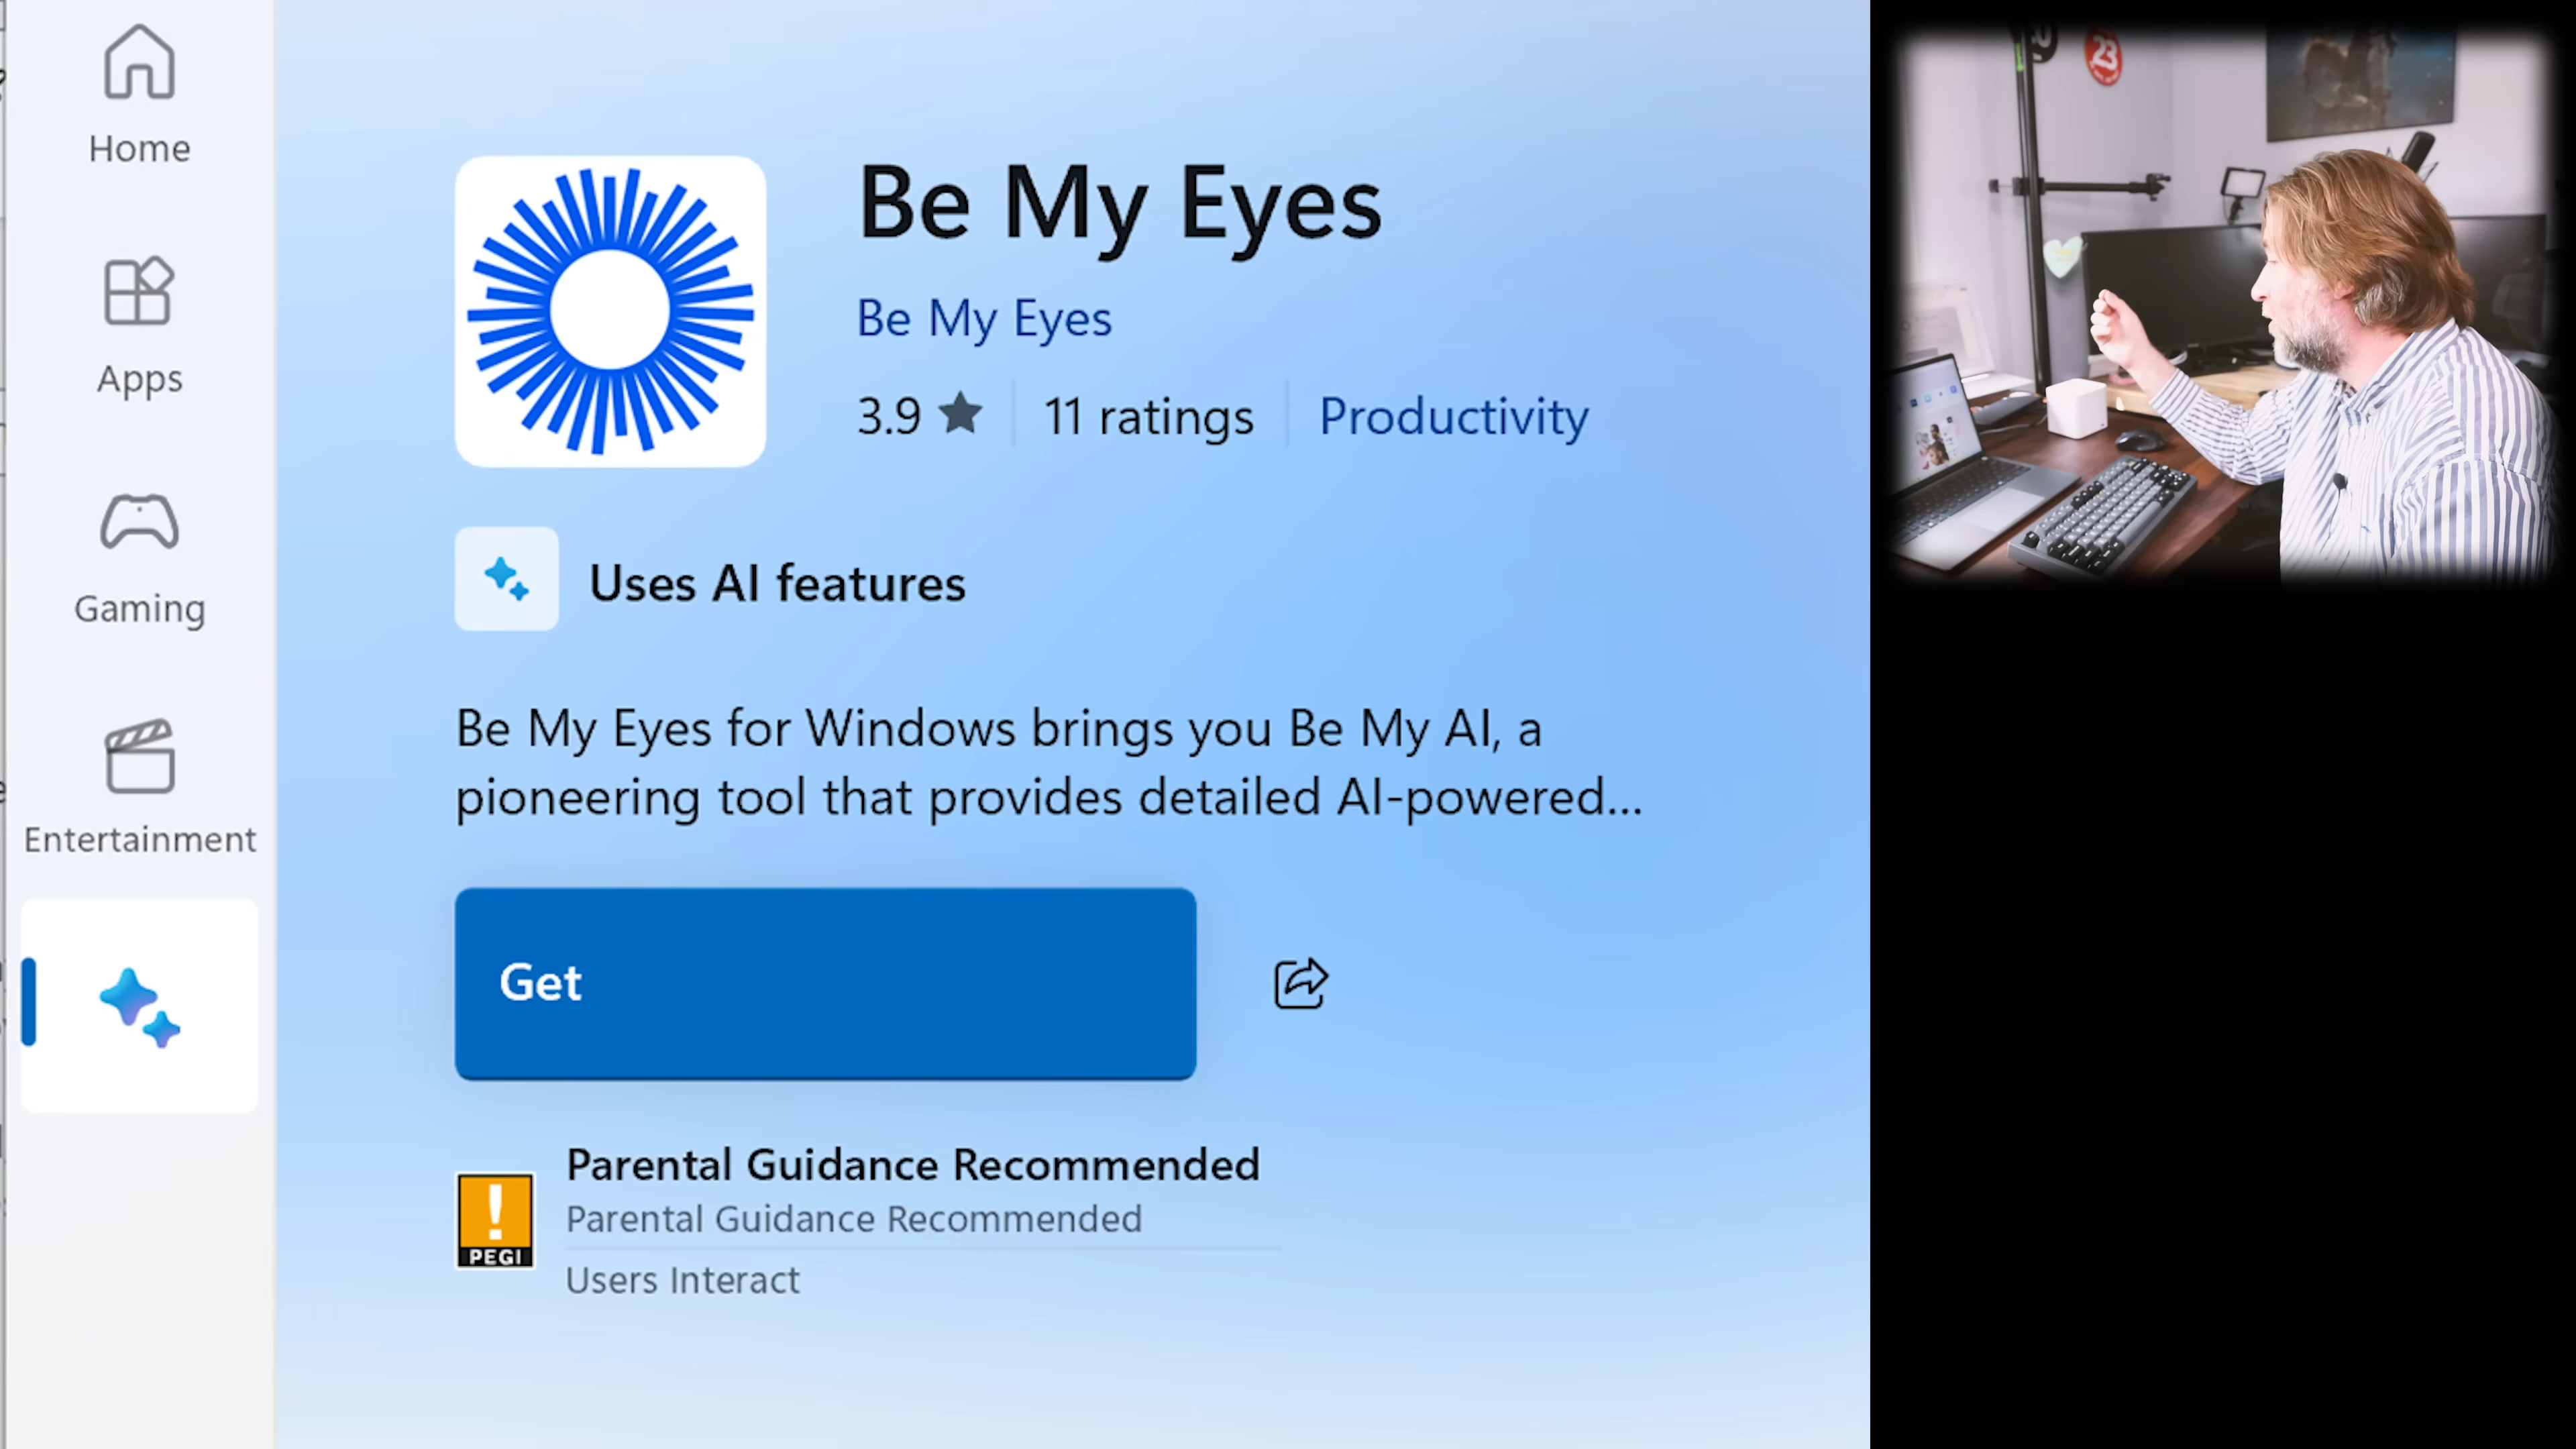 Home
Apps
Gaming
Entertainment
Be My Eyes
Be My Eyes
3.9 ★ 11 ratings Productivity
Uses AI features
Be My Eyes for Windows brings you Be My AI, a
pioneering tool that provides detailed AI-powered...
Get
Parental Guidance Recommended
Parental Guidance Recommended
Users Interact
! PEGI
23